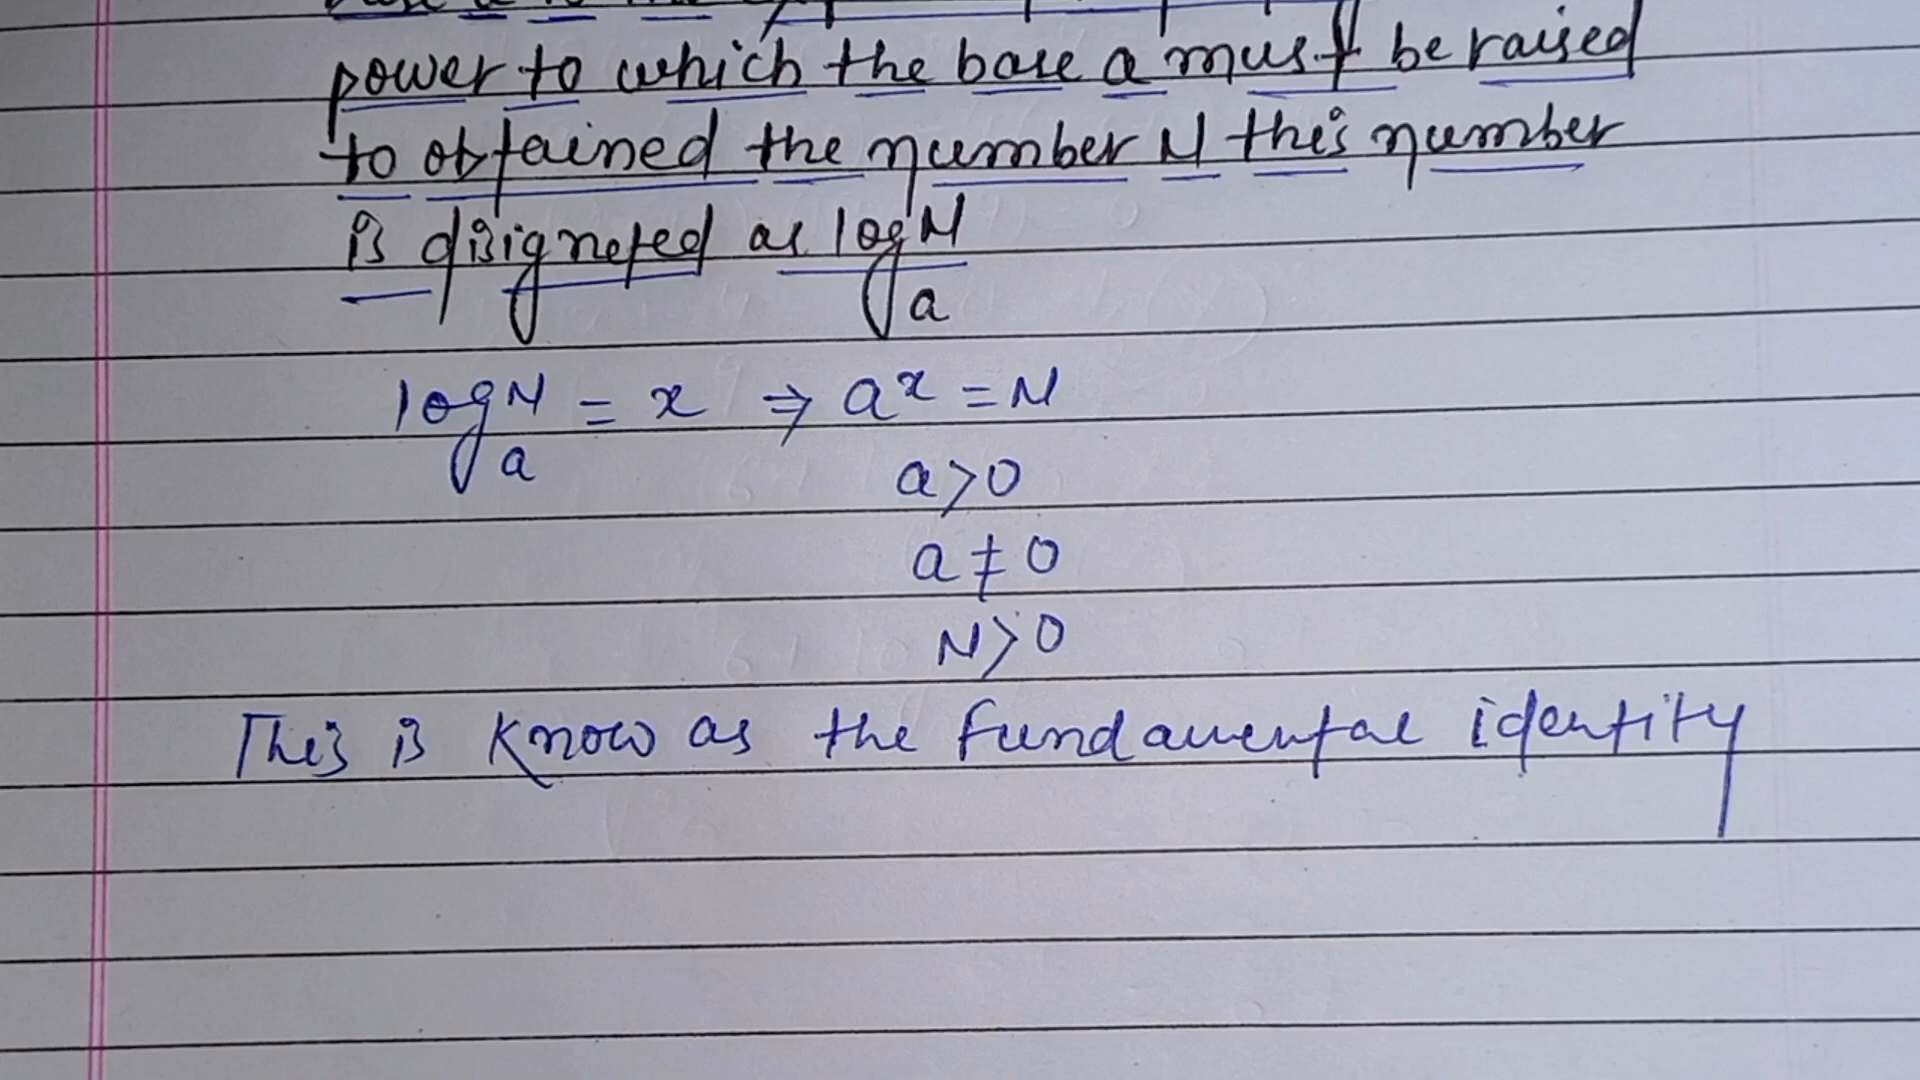 power to which the base a must be raised
to obtained the number N this number
is disigneted as log N
a
log N = x ⇒ a^x = N
a
a>0
a ≠ 0
N>0
This is know as the fundamental identity